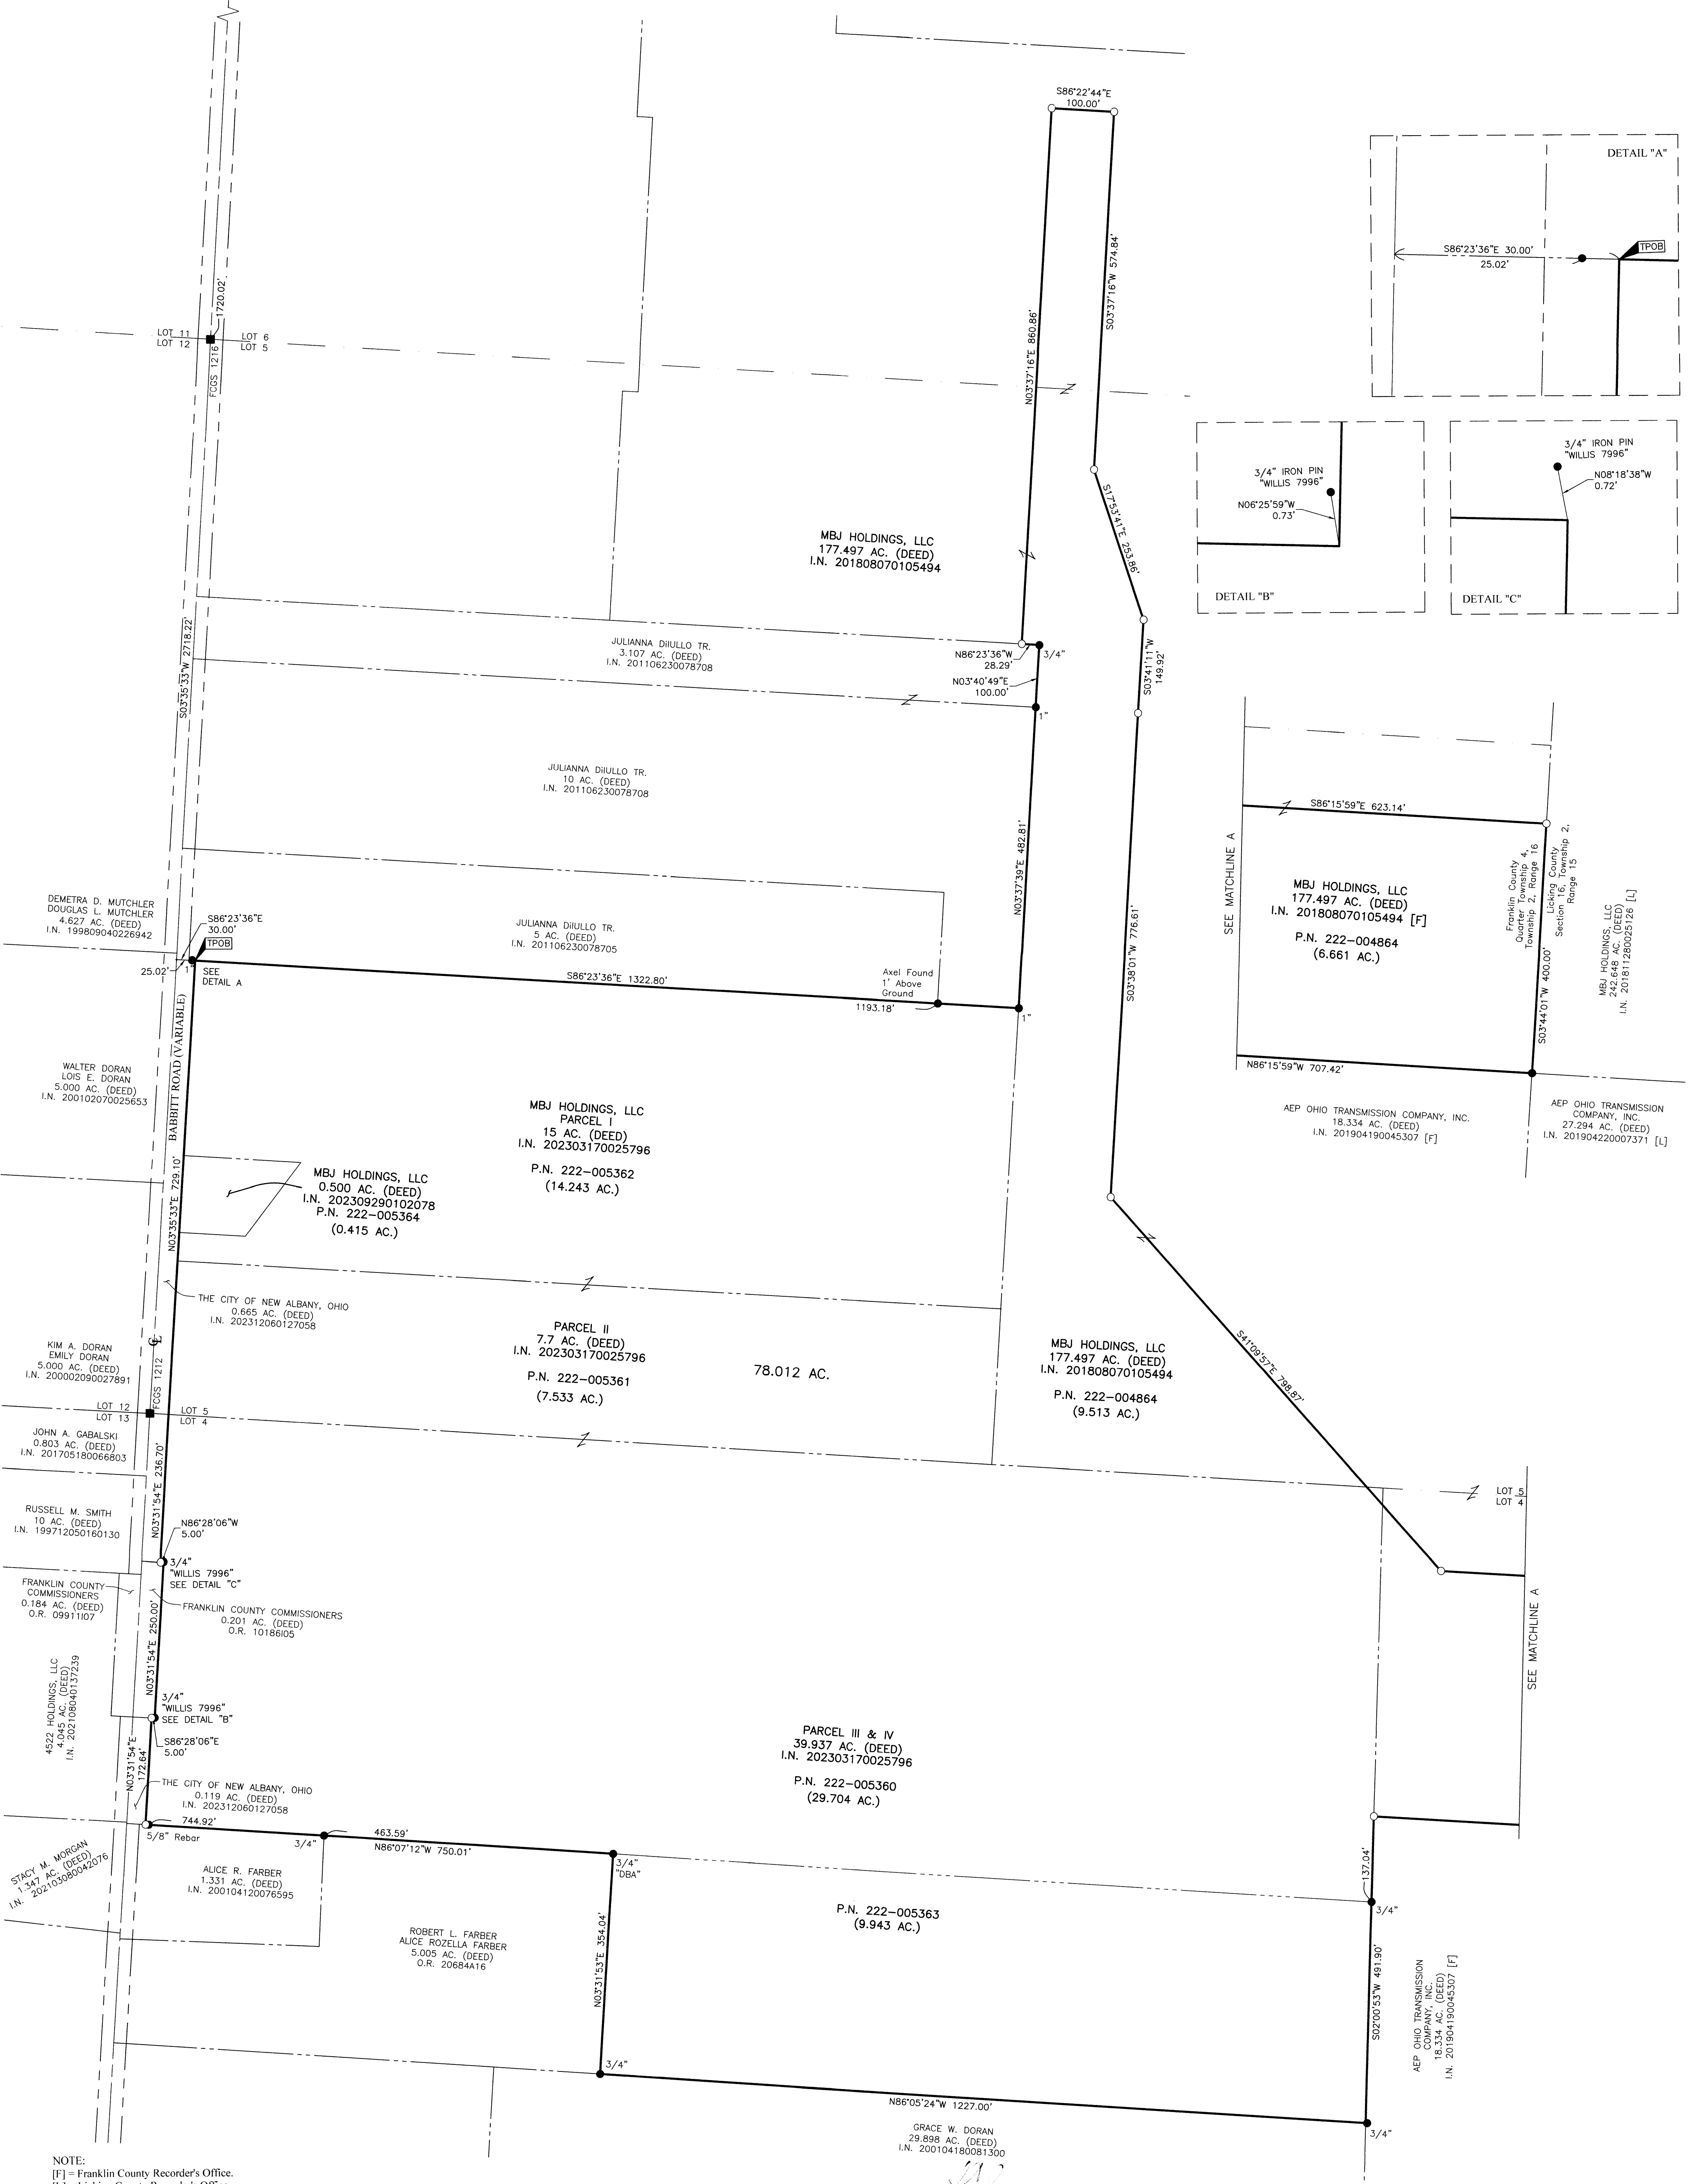 S86°22'44"E
100.00'
DETAIL "A"
S86°23'36"E 30.00'
25.02'
TPOB
1720.02'
LOT 11
LOT 12
LOT 6
LOT 5
FCGS 1216
N03°37'16"E 860.86'
S03°37'16"W 574.84'
S17°53'41"E 253.86'
3/4" IRON PIN
"WILLIS 7996"
N06°25'59"W
0.73'
DETAIL "B"
3/4" IRON PIN
"WILLIS 7996"
N08°18'38"W
0.72'
DETAIL "C"
MBJ HOLDINGS, LLC
177.497 AC. (DEED)
I.N. 201808070105494
S03°35'33"W 2718.22'
JULIANNA DiIULLO TR.
3.107 AC. (DEED)
I.N. 201106230078708
N86°23'36"W
28.29'
3/4"
N03°40'49"E
100.00'
1"
S03°41'11"W
149.92'
JULIANNA DiIULLO TR.
10 AC. (DEED)
I.N. 201106230078708
N03°37'39"E 482.81'
S03°38'01"W 776.61'
SEE MATCHLINE A
S86°15'59"E 623.14'
MBJ HOLDINGS, LLC
177.497 AC. (DEED)
I.N. 201808070105494 [F]
P.N. 222-004864
(6.661 AC.)
Franklin County
Quarter Township 4,
Township 2, Range 16
Licking County
Section 16, Township 2,
Range 15
S03°44'01"W 400.00'
MBJ HOLDINGS, LLC
242.648 AC. (DEED)
I.N. 201811280025126 [L]
N86°15'59"W 707.42'
AEP OHIO TRANSMISSION COMPANY, INC.
18.334 AC. (DEED)
I.N. 201904190045307 [F]
AEP OHIO TRANSMISSION
COMPANY, INC.
27.294 AC. (DEED)
I.N. 201904220007371 [L]
DEMETRA D. MUTCHLER
DOUGLAS L. MUTCHLER
4.627 AC. (DEED)
I.N. 199809040226942
S86°23'36"E
30.00'
TPOB
25.02'
1"
SEE
DETAIL A
JULIANNA DiIULLO TR.
5 AC. (DEED)
I.N. 201106230078705
S86°23'36"E 1322.80'
Axel Found
1' Above
Ground
1193.18'
1"
BABBITT ROAD (VARIABLE)
WALTER DORAN
LOIS E. DORAN
5.000 AC. (DEED)
I.N. 200102070025653
MBJ HOLDINGS, LLC
PARCEL I
15 AC. (DEED)
I.N. 202303170025796
P.N. 222-005362
(14.243 AC.)
MBJ HOLDINGS, LLC
0.500 AC. (DEED)
I.N. 202309290102078
P.N. 222-005364
(0.415 AC.)
N03°35'33"E 729.10'
THE CITY OF NEW ALBANY, OHIO
0.665 AC. (DEED)
I.N. 202312060127058
PARCEL II
7.7 AC. (DEED)
I.N. 202303170025796
P.N. 222-005361
(7.533 AC.)
78.012 AC.
MBJ HOLDINGS, LLC
177.497 AC. (DEED)
I.N. 201808070105494
P.N. 222-004864
(9.513 AC.)
S41°09'57"E 798.87'
KIM A. DORAN
EMILY DORAN
5.000 AC. (DEED)
I.N. 200002090027891
FCGS 1212
LOT 12
LOT 13
LOT 5
LOT 4
JOHN A. GABALSKI
0.803 AC. (DEED)
I.N. 201705180066803
N03°31'54"E 236.70'
LOT 5
LOT 4
RUSSELL M. SMITH
10 AC. (DEED)
I.N. 199712050160130
N86°28'06"W
5.00'
3/4"
"WILLIS 7996"
SEE DETAIL "C"
FRANKLIN COUNTY
COMMISSIONERS
0.184 AC. (DEED)
O.R. 09911I07
FRANKLIN COUNTY COMMISSIONERS
0.201 AC. (DEED)
O.R. 10186I05
N03°31'54"E 250.00'
SEE MATCHLINE A
4522 HOLDINGS, LLC
4.045 AC. (DEED)
I.N. 202108040137239
3/4"
"WILLIS 7996"
SEE DETAIL "B"
S86°28'06"E
5.00'
N03°31'54"E
172.64'
THE CITY OF NEW ALBANY, OHIO
0.119 AC. (DEED)
I.N. 202312060127058
PARCEL III & IV
39.937 AC. (DEED)
I.N. 202303170025796
P.N. 222-005360
(29.704 AC.)
744.92'
5/8" Rebar
3/4"
463.59'
N86°07'12"W 750.01'
3/4"
"DBA"
137.04'
3/4"
STACY M. MORGAN
1.347 AC. (DEED)
I.N. 202103080042076
ALICE R. FARBER
1.331 AC. (DEED)
I.N. 200104120076595
ROBERT L. FARBER
ALICE ROZELLA FARBER
5.005 AC. (DEED)
O.R. 20684A16
N03°31'53"E 354.04'
P.N. 222-005363
(9.943 AC.)
S02°00'53"W 491.90'
AEP OHIO TRANSMISSION
COMPANY, INC.
18.334 AC. (DEED)
I.N. 201904190045307 [F]
3/4"
N86°05'24"W 1227.00'
3/4"
GRACE W. DORAN
29.898 AC. (DEED)
I.N. 200104180081300
NOTE:
[F] = Franklin County Recorder's Office.